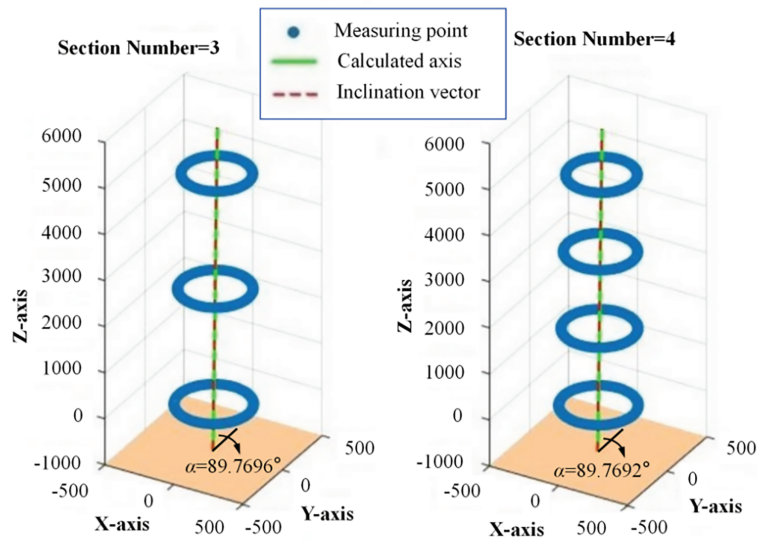 Section Number=3
Measuring point
Calculated axis
Inclination vector
Section Number=4
6000
5000
4000
3000
2000
1000
0
-1000
Z-axis
-500
0
500
X-axis
-500
0
500
Y-axis
α=89.7696°
6000
5000
4000
3000
2000
1000
0
-1000
Z-axis
-500
0
500
X-axis
-500
0
500
Y-axis
α=89.7692°